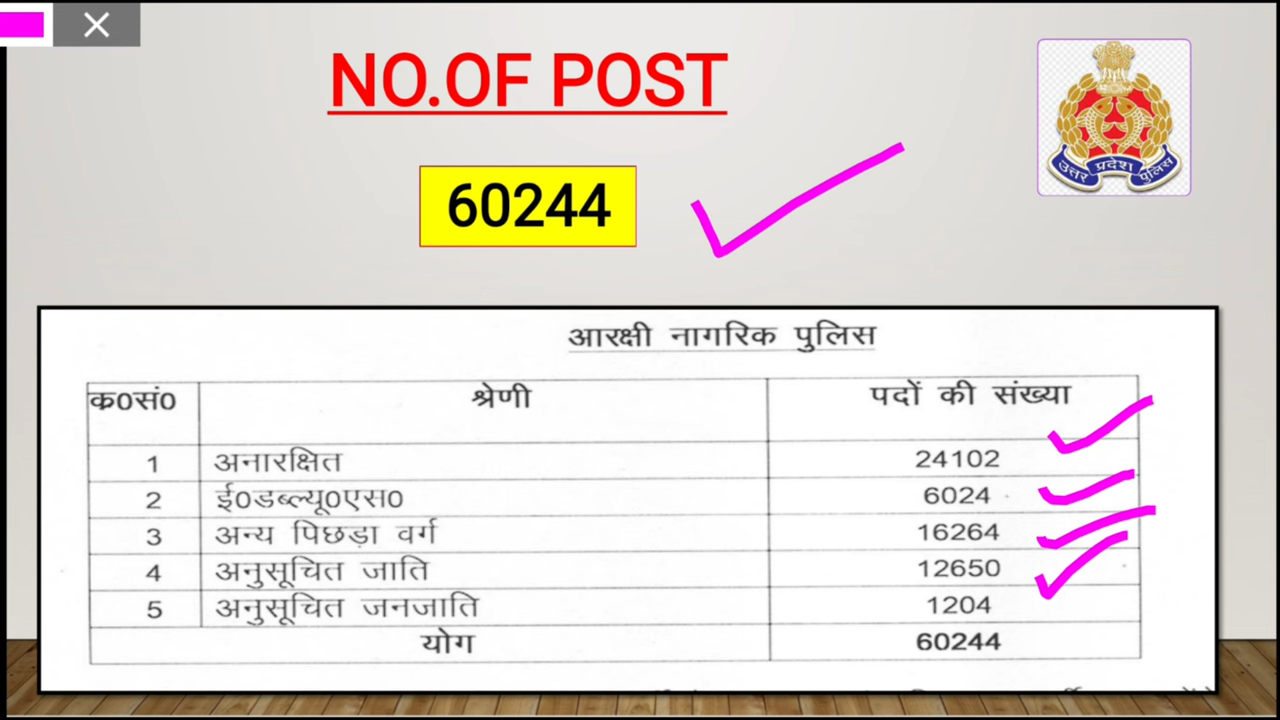 NO.OF POST
60244
उत्तर प्रदेश पुलिस
आरक्षी नागरिक पुलिस
क0सं0 श्रेणी पदों की संख्या
1 अनारक्षित 24102
2 ई0डब्ल्यू0एस0 6024
3 अन्य पिछड़ा वर्ग 16264
4 अनुसूचित जाति 12650
5 अनुसूचित जनजाति 1204
योग 60244